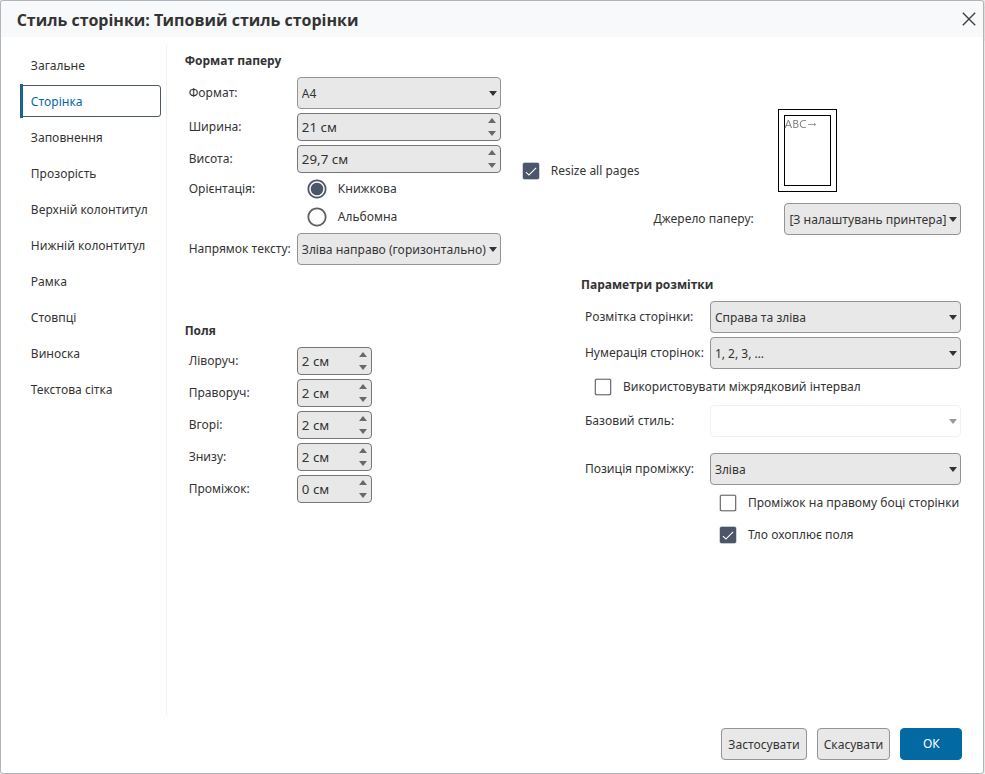 Стиль сторінки: Типовий стиль сторінки
Загальне
Сторінка
Заповнення
Прозорість
Верхній колонтитул
Нижній колонтитул
Рамка
Стовпці
Виноска
Текстова сітка
Формат паперу
Формат: A4
Ширина: 21 см
Висота: 29,7 см
Орієнтація: Книжкова
Альбомна
Напрямок тексту: Зліва направо (горизонтально)
Resize all pages
ABC→
Джерело паперу: [З налаштувань принтера]
Поля
Ліворуч: 2 см
Праворуч: 2 см
Вгорі: 2 см
Знизу: 2 см
Проміжок: 0 см
Параметри розмітки
Розмітка сторінки: Справа та зліва
Нумерація сторінок: 1, 2, 3, ...
Використовувати міжрядковий інтервал
Базовий стиль:
Позиція проміжку: Зліва
Проміжок на правому боці сторінки
Тло охоплює поля
Застосувати
Скасувати
OK